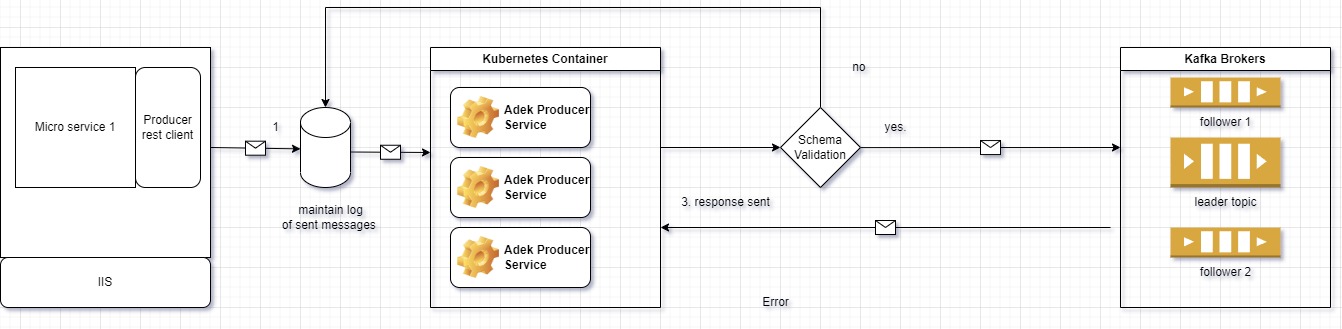 Micro service 1
Producer
rest client
IIS
1
maintain log
of sent messages
Kubernetes Container
Adek Producer
Service
Adek Producer
Service
Adek Producer
Service
no
Schema
Validation
yes.
3. response sent
Error
Kafka Brokers
follower 1
leader topic
follower 2